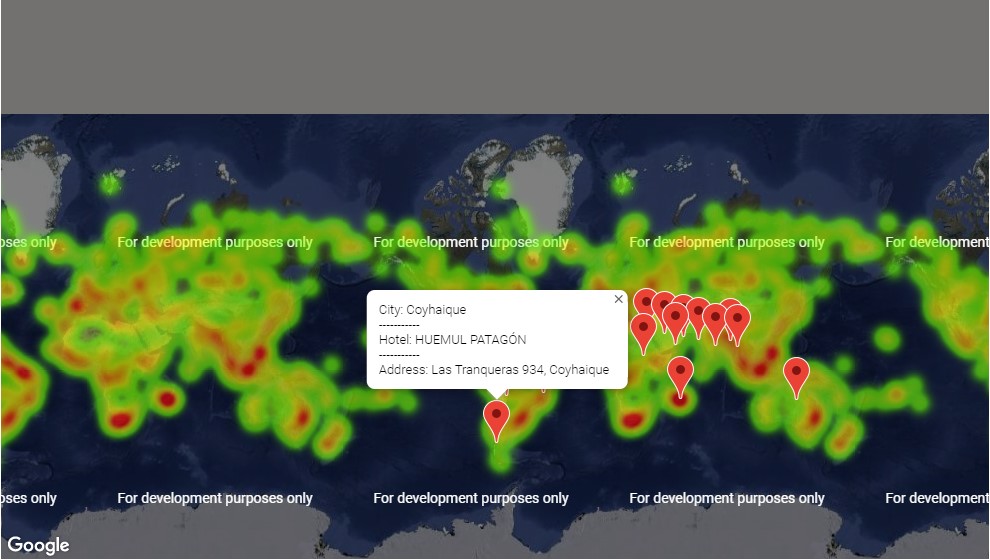 oses only
For development purposes only
For development purposes only
For development purposes only
For development
City: Coyhaique
-----------
Hotel: HUEMUL PATAGÓN
-----------
Address: Las Tranqueras 934, Coyhaique
oses only
For development purposes only
For development purposes only
For development purposes only
For development
Google